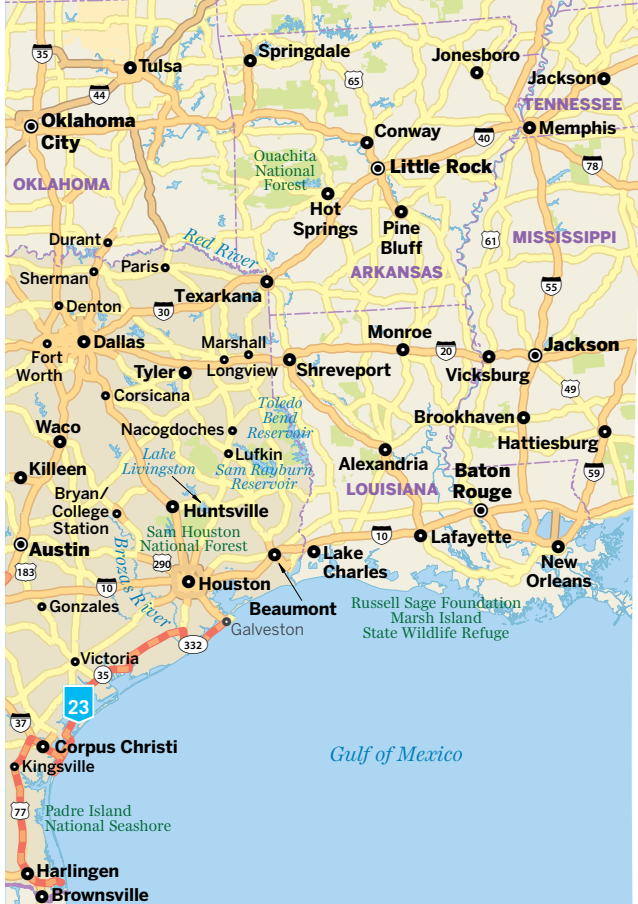 35
Springdale
Jonesboro
Tulsa
65
Jackson
44
TENNESSEE
Oklahoma
City
Conway
40
Memphis
Ouachita
National
Forest
Little Rock
78
OKLAHOMA
Hot
Springs
Pine
Bluff
Durant
Red River
61
MISSISSIPPI
Paris
Sherman
ARKANSAS
Texarkana
55
Denton
30
Monroe
Dallas
Marshall
20
Jackson
Fort
Worth
Longview
Shreveport
Vicksburg
Tyler
49
Corsicana
Toledo
Bend
Reservoir
Brookhaven
Waco
Nacogdoches
Hattiesburg
Lake
Livingston
Lufkin
Sam Rayburn
Reservoir
Alexandria
Killeen
Baton
Rouge
59
LOUISIANA
Bryan/
College
Station
Huntsville
Sam Houston
National Forest
10
Lafayette
Austin
Brozas River
290
Lake
Charles
New
Orleans
183
10
Houston
Gonzales
Beaumont
Russell Sage Foundation
Marsh Island
State Wildlife Refuge
Galveston
332
Victoria
35
23
37
Corpus Christi
Gulf of Mexico
Kingsville
77
Padre Island
National Seashore
Harlingen
Brownsville